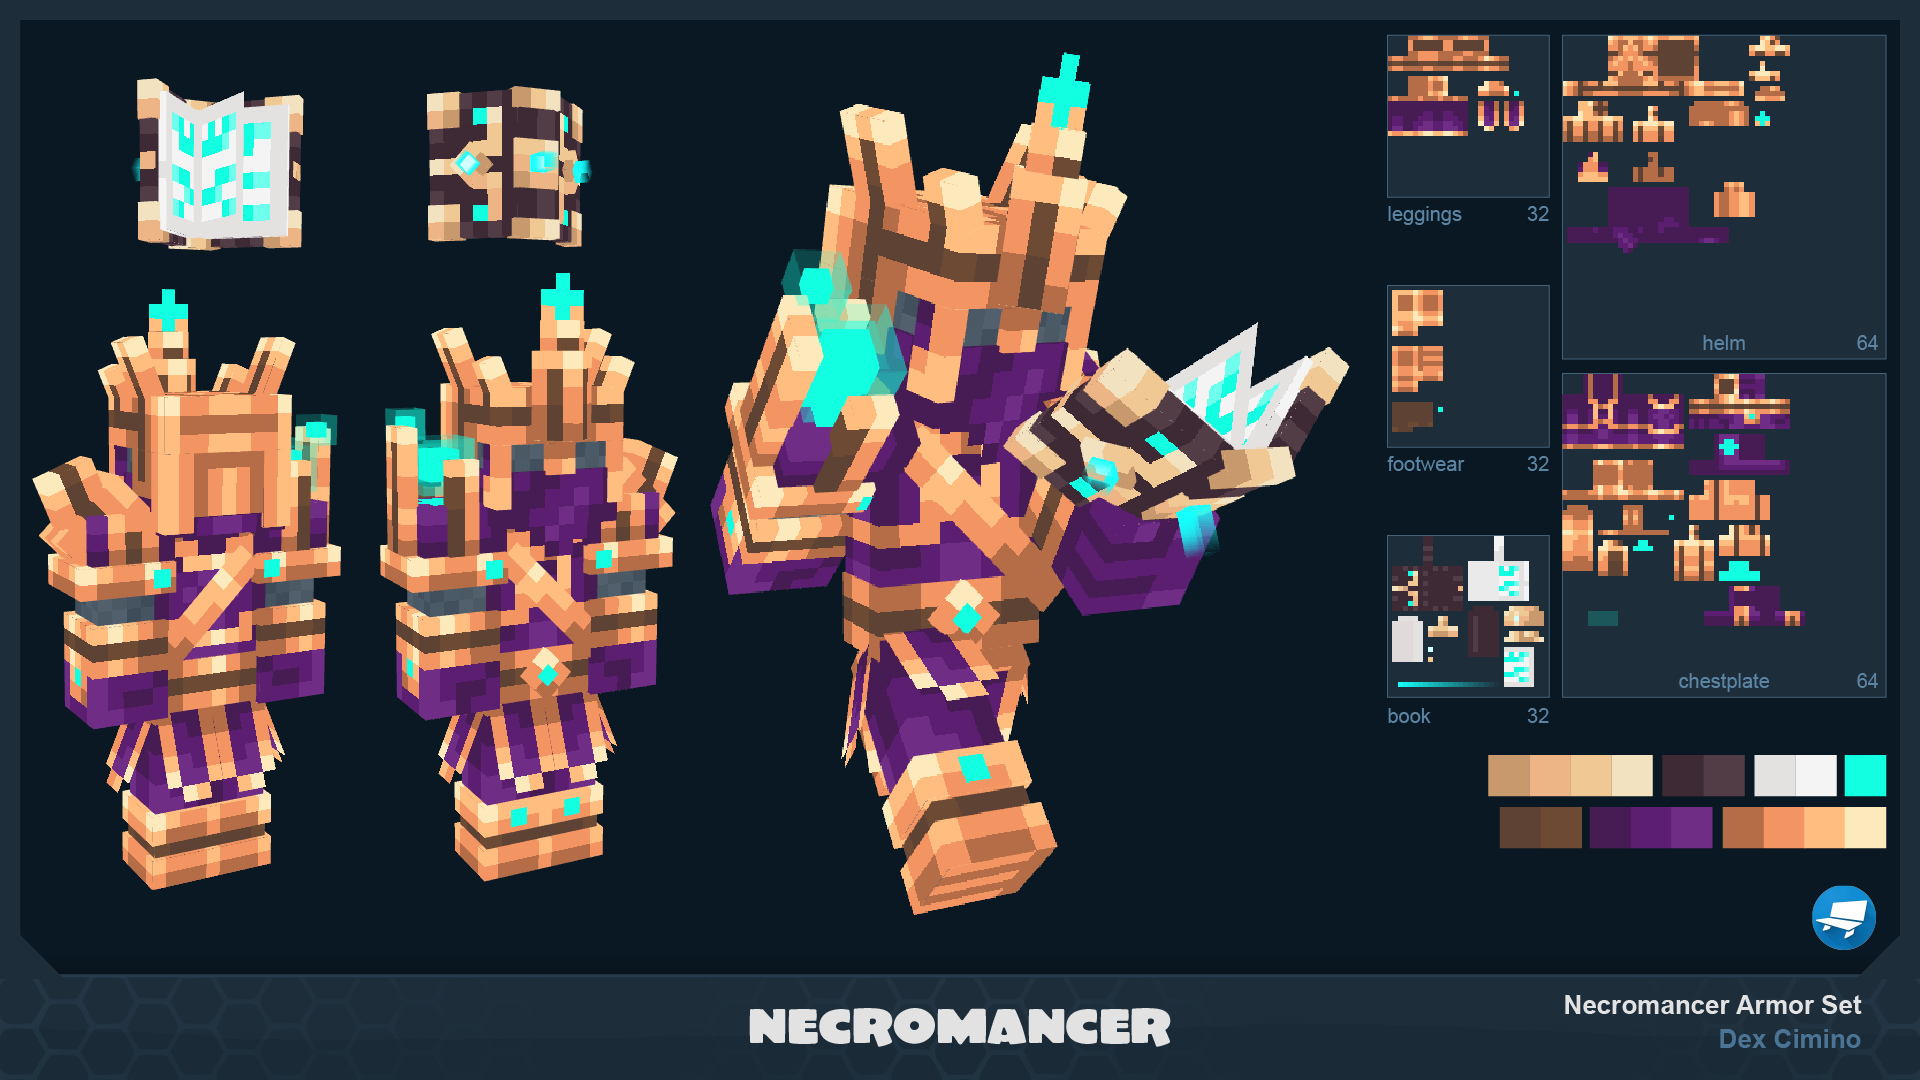 leggings 32
helm 64
footwear 32
chestplate 64
book 32
NECROMANCER
Necromancer Armor Set
Dex Cimino